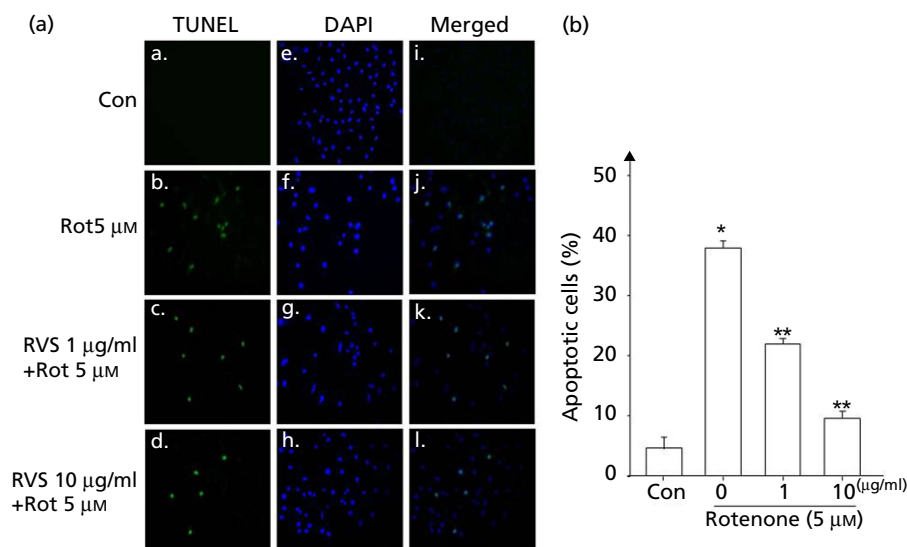 (a)
TUNEL DAPI Merged
a. e. i.
Con
b. f. j.
Rot5 μM
c. g. k.
RVS 1 μg/ml
+Rot 5 μM
d. h. l.
RVS 10 μg/ml
+Rot 5 μM
(b)
Apoptotic cells (%)
50
40
30
20
10
0
*
**
**
Con 0 1 10 (μg/ml)
Rotenone (5 μM)